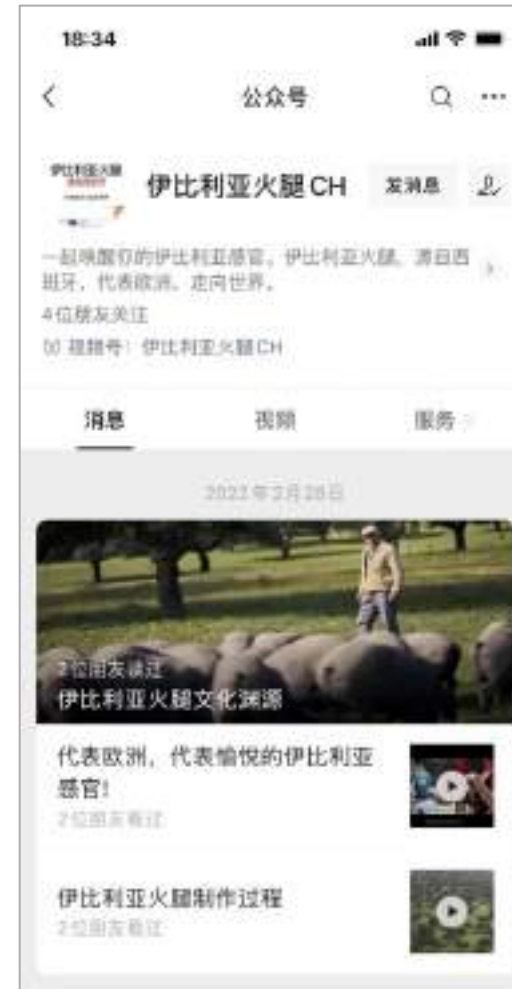 18:34
公众号
伊比利亚火腿
伊比利亚火腿CH
发消息
一起唤醒你的伊比利亚感官，伊比利亚火腿，源自西
班牙，代表欧洲，走向世界。
4位朋友关注
视频号：伊比利亚火腿CH
消息
视频
服务
2位朋友读过
伊比利亚火腿文化渊源
代表欧洲，代表愉悦的伊比利亚
感官！
2位朋友看过
伊比利亚火腿制作过程
2位朋友看过